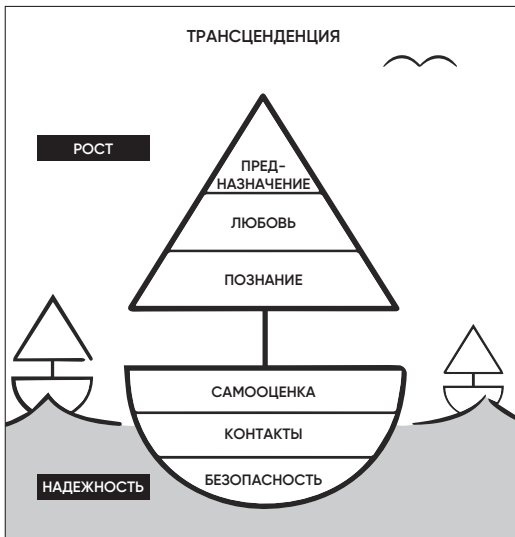 ТРАНСЦЕНДЕНЦИЯ
РОСТ
ПРЕД-
НАЗНАЧЕНИЕ
ЛЮБОВЬ
ПОЗНАНИЕ
САМООЦЕНКА
КОНТАКТЫ
БЕЗОПАСНОСТЬ
НАДЕЖНОСТЬ